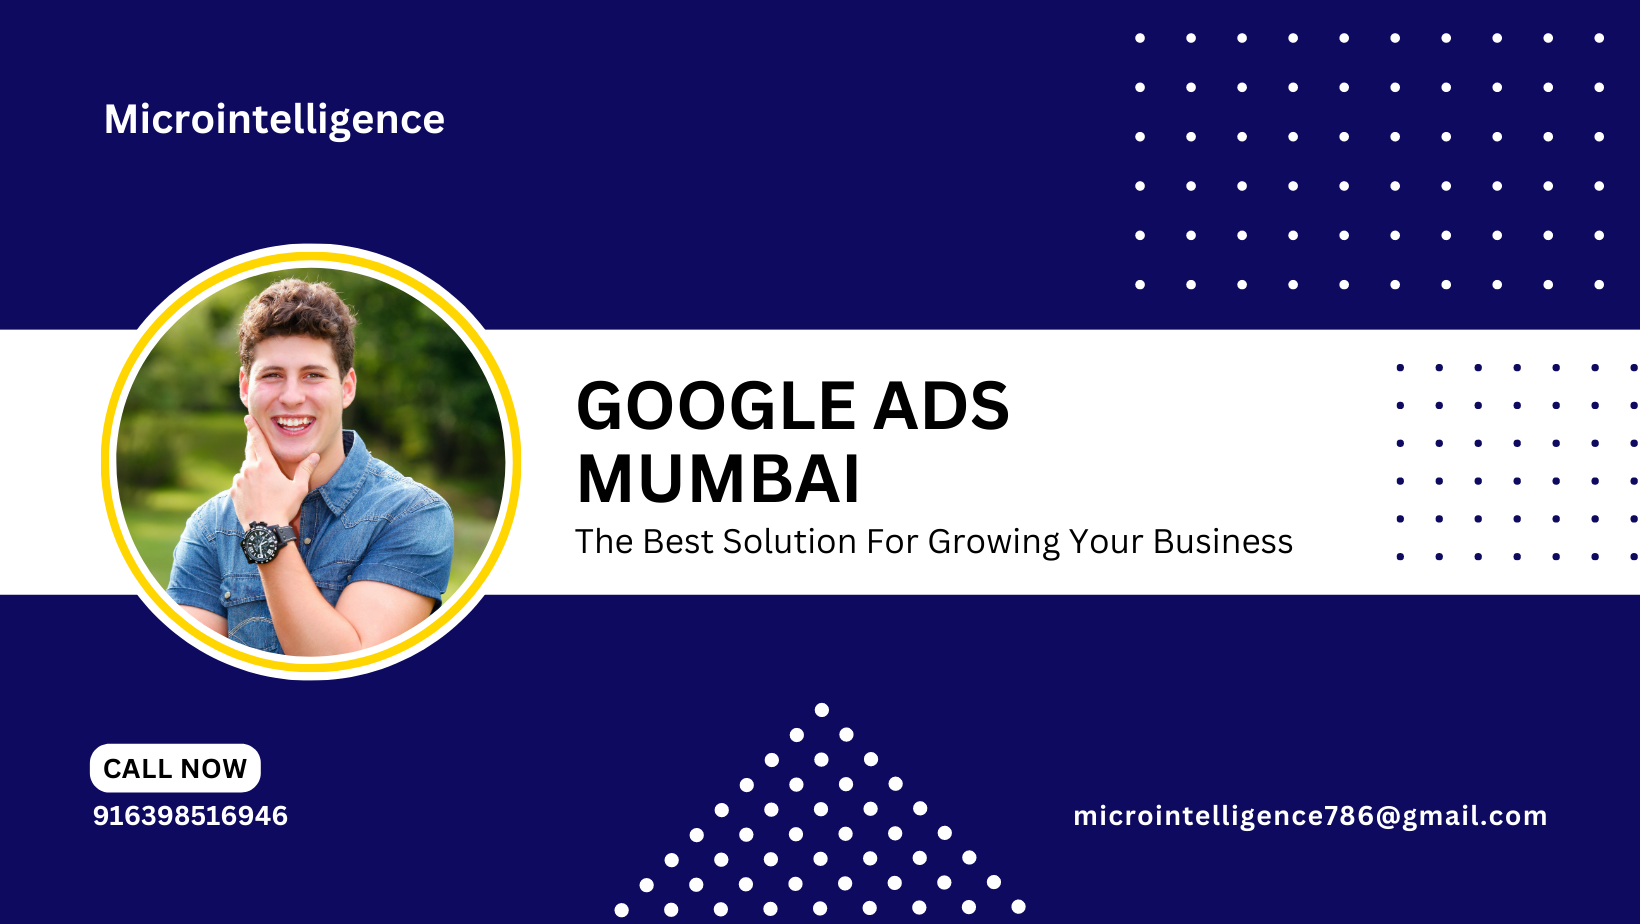 Microintelligence
GOOGLE ADS
MUMBAI
The Best Solution For Growing Your Business
CALL NOW
916398516946
microintelligence786@gmail.com